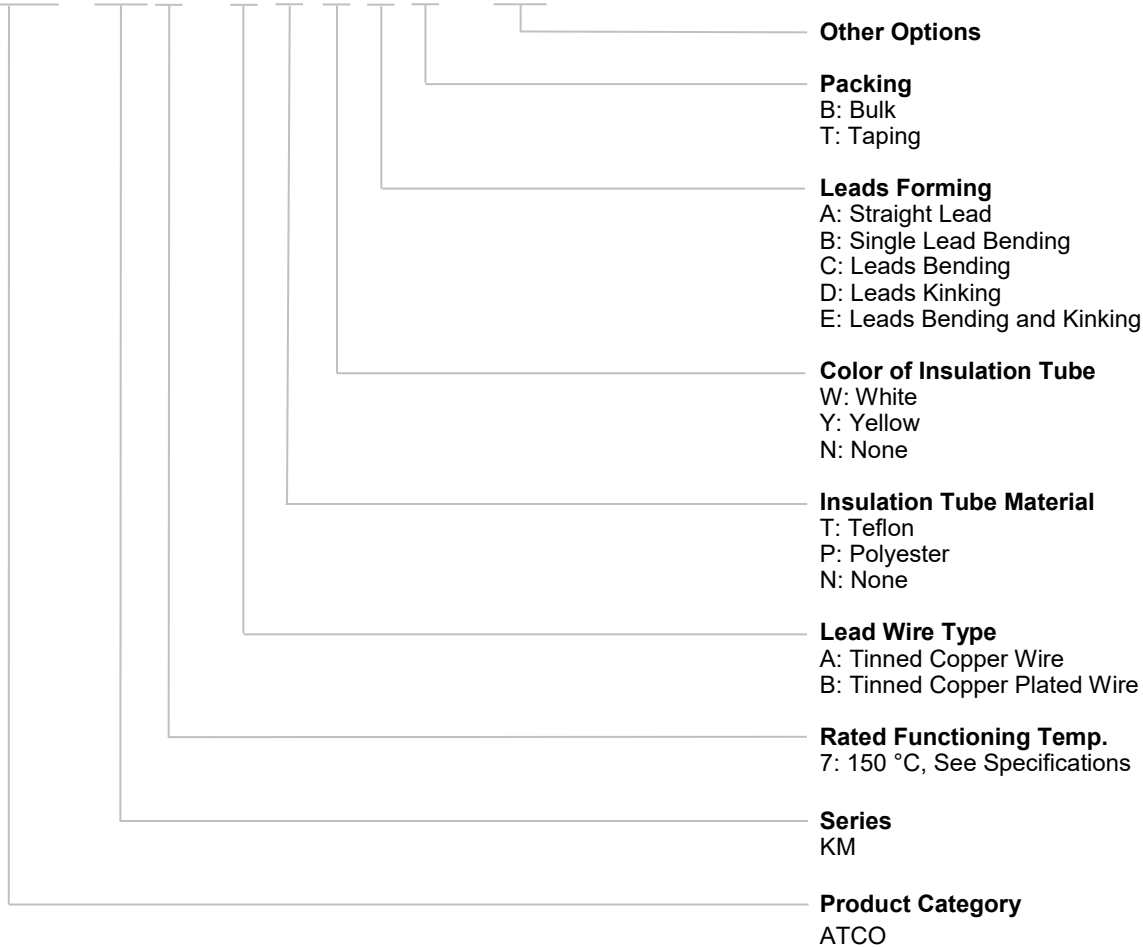 Other Options
Packing
B: Bulk
T: Taping
Leads Forming
A: Straight Lead
B: Single Lead Bending
C: Leads Bending
D: Leads Kinking
E: Leads Bending and Kinking
Color of Insulation Tube
W: White
Y: Yellow
N: None
Insulation Tube Material
T: Teflon
P: Polyester
N: None
Lead Wire Type
A: Tinned Copper Wire
B: Tinned Copper Plated Wire
Rated Functioning Temp.
7: 150 °C, See Specifications
Series
KM
Product Category
ATCO